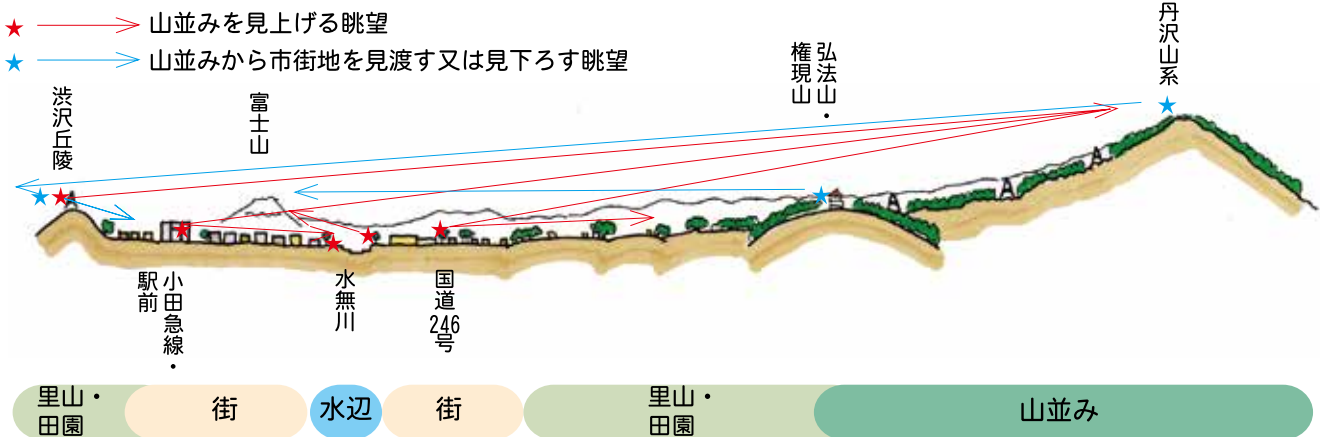 山並みを見上げる眺望
山並みから市街地を見渡す又は見下ろす眺望
渋沢丘陵
富士山
弘法山・
権現山
丹沢山系
小田急線・
駅前
水無川
国道
246
号
里山・
田園
街
水辺
街
里山・
田園
山並み